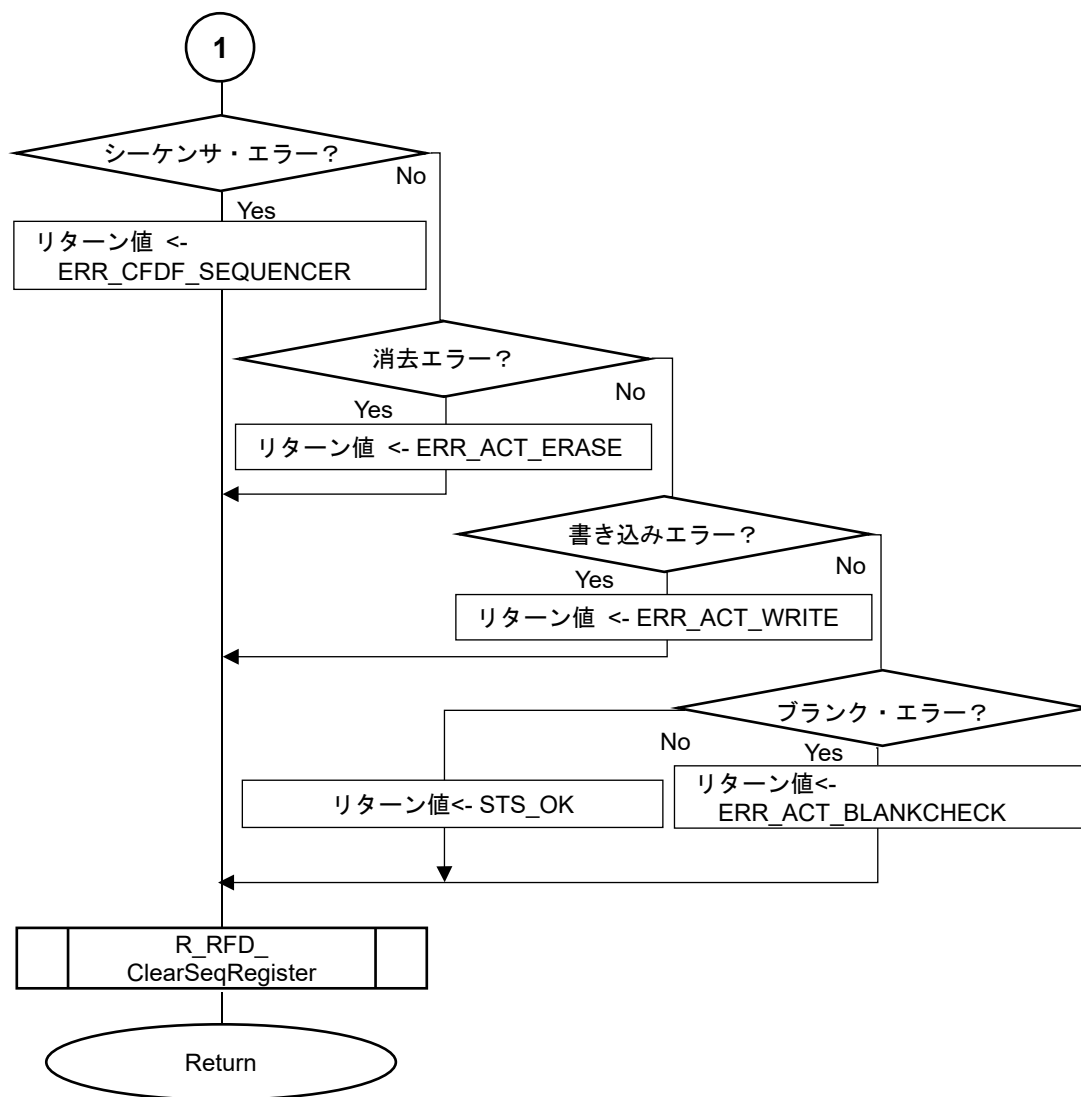 1
シーケンサ・エラー？
No
Yes
リターン値 <-
ERR_CFDF_SEQUENCER
消去エラー？
No
Yes
リターン値 <- ERR_ACT_ERASE
書き込みエラー？
No
Yes
リターン値 <- ERR_ACT_WRITE
ブランク・エラー？
No
Yes
リターン値<- STS_OK
リターン値<-
ERR_ACT_BLANKCHECK
R_RFD_
ClearSeqRegister
Return